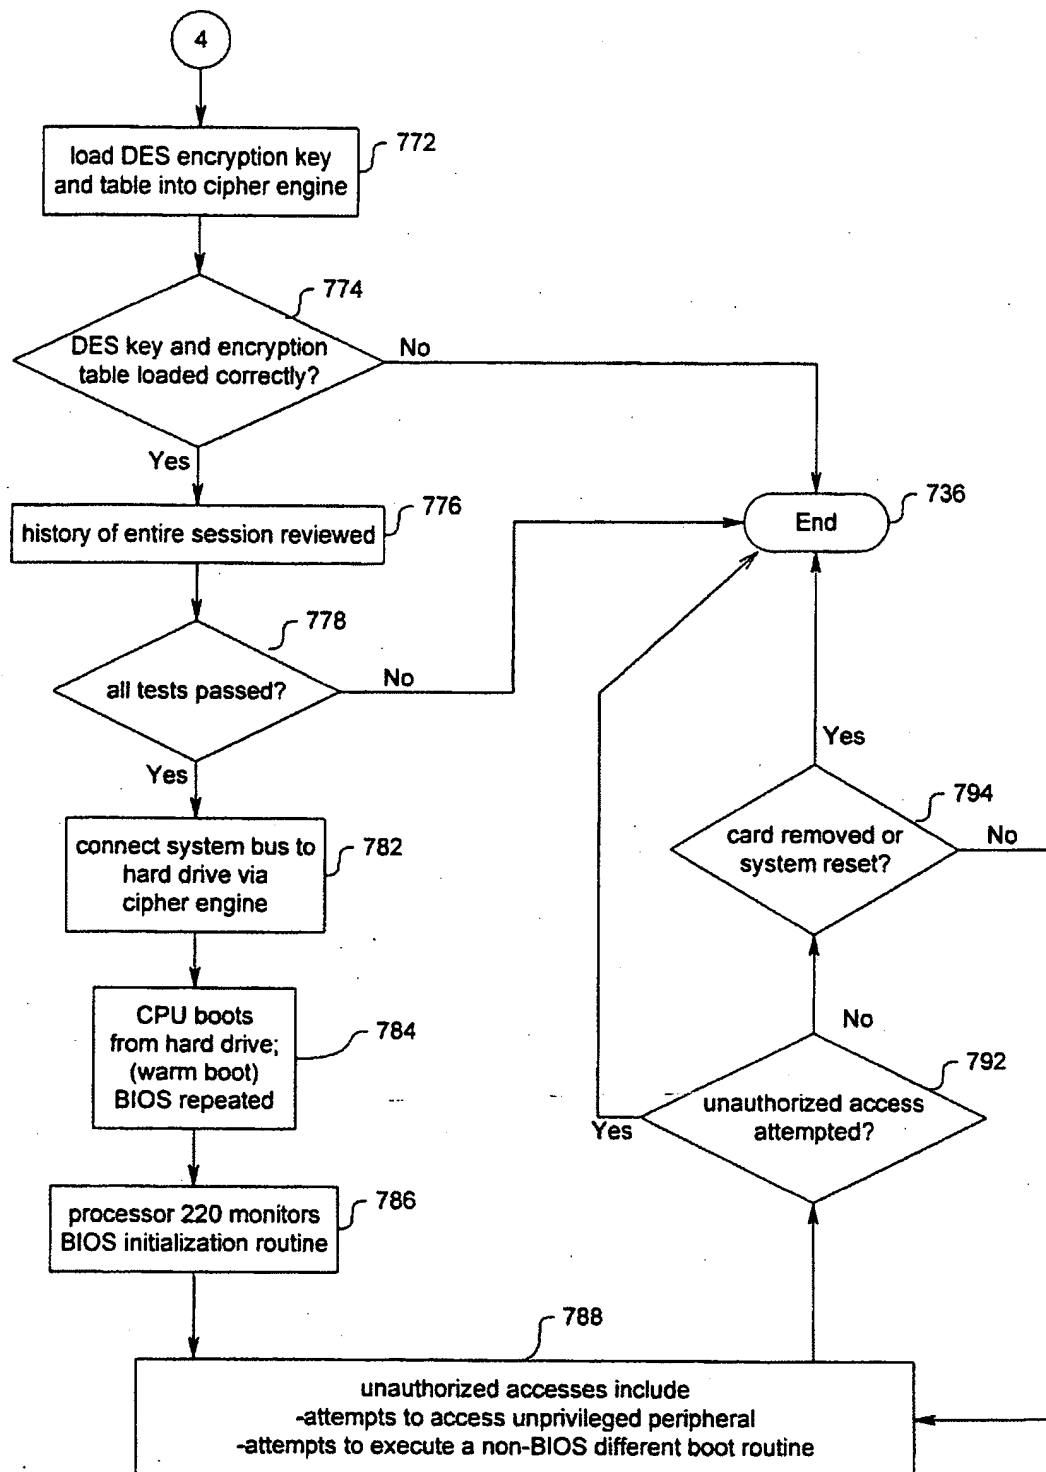 4
load DES encryption key
and table into cipher engine
772
774
DES key and encryption
table loaded correctly?
No
Yes
history of entire session reviewed
776
End
736
778
all tests passed?
No
Yes
connect system bus to
hard drive via
cipher engine
782
Yes
794
card removed or
system reset?
No
CPU boots
from hard drive;
(warm boot)
BIOS repeated
784
No
792
unauthorized access
attempted?
Yes
processor 220 monitors
BIOS initialization routine
786
788
unauthorized accesses include
-attempts to access unprivileged peripheral
-attempts to execute a non-BIOS different boot routine